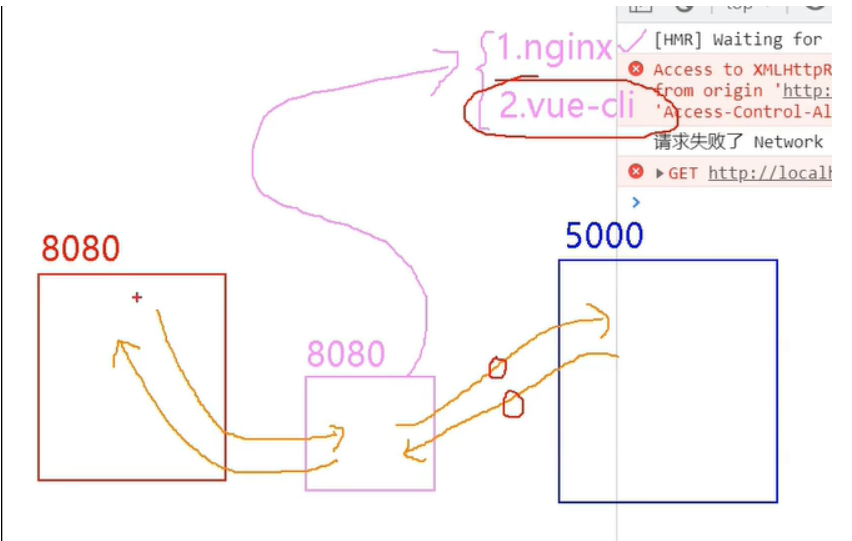 top
[HMR] Waiting for
Access to XMLHttpR
from origin 'http:
'Access-Control-Al
请求失败了 Network
GET http://local
1.nginx
2.vue-cli
8080
8080
5000